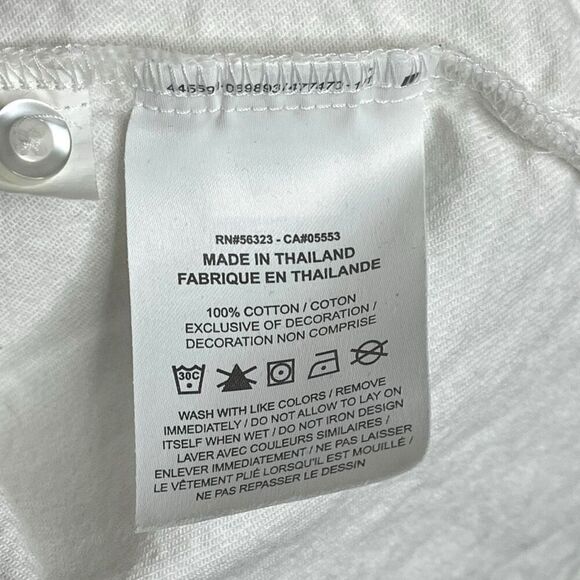 RN#56323 - CA#05553
MADE IN THAILAND
FABRIQUE EN THAILANDE
100% COTTON / COTON
EXCLUSIVE OF DECORATION /
DECORATION NON COMPRISE
30C
WASH WITH LIKE COLORS / REMOVE
IMMEDIATELY / DO NOT ALLOW TO LAY ON
ITSELF WHEN WET / DO NOT IRON DESIGN
LAVER AVEC COULEURS SIMILAIRES /
ENLEVER IMMEDIATEMENT / NE PAS LAISSER
LE VÊTEMENT PLIÉ LORSQU'IL EST MOUILLÉ /
NE PAS REPASSER LE DESSIN